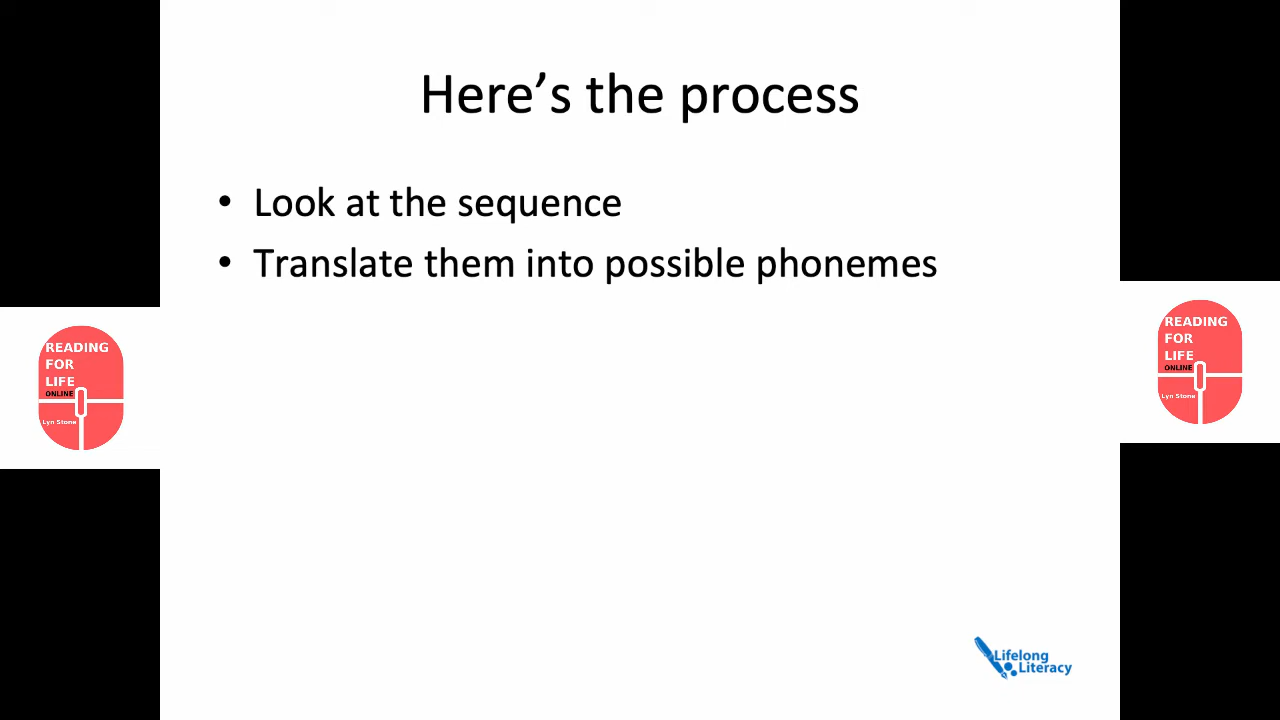 Here’s the process
• Look at the sequence
• Translate them into possible phonemes
READING
FOR
LIFE
ONLINE
Lyn Stone
READING
FOR
LIFE
ONLINE
Lyn Stone
Lifelong
Literacy